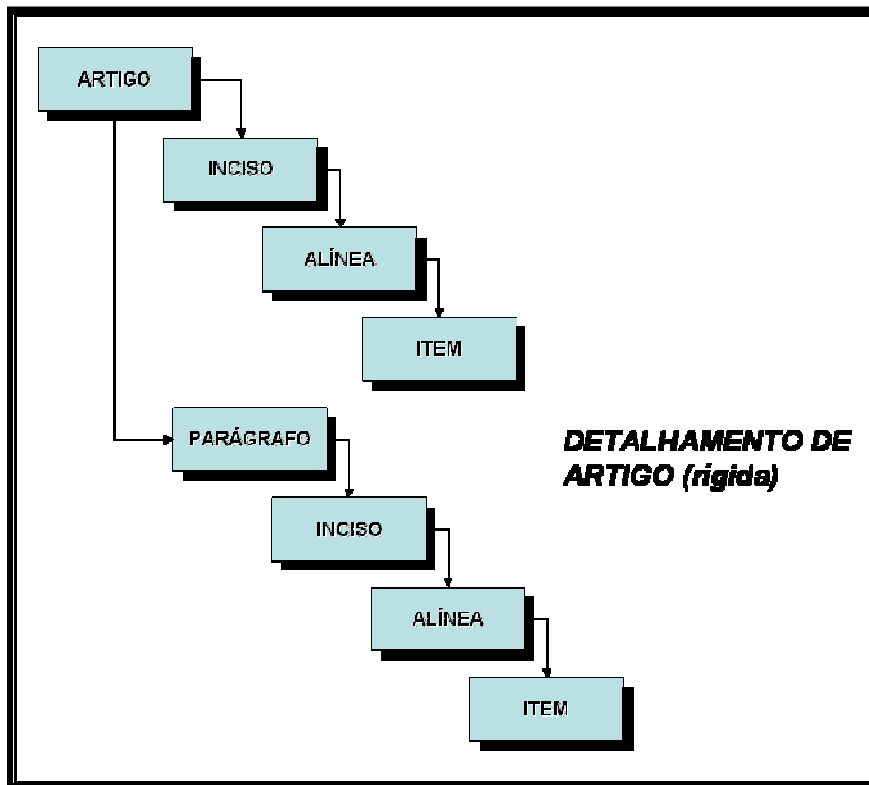 ARTIGO
INCISO
ALÍNEA
ITEM
PARÁGRAFO
DETALHAMENTO DE
ARTIGO (rígida)
INCISO
ALÍNEA
ITEM